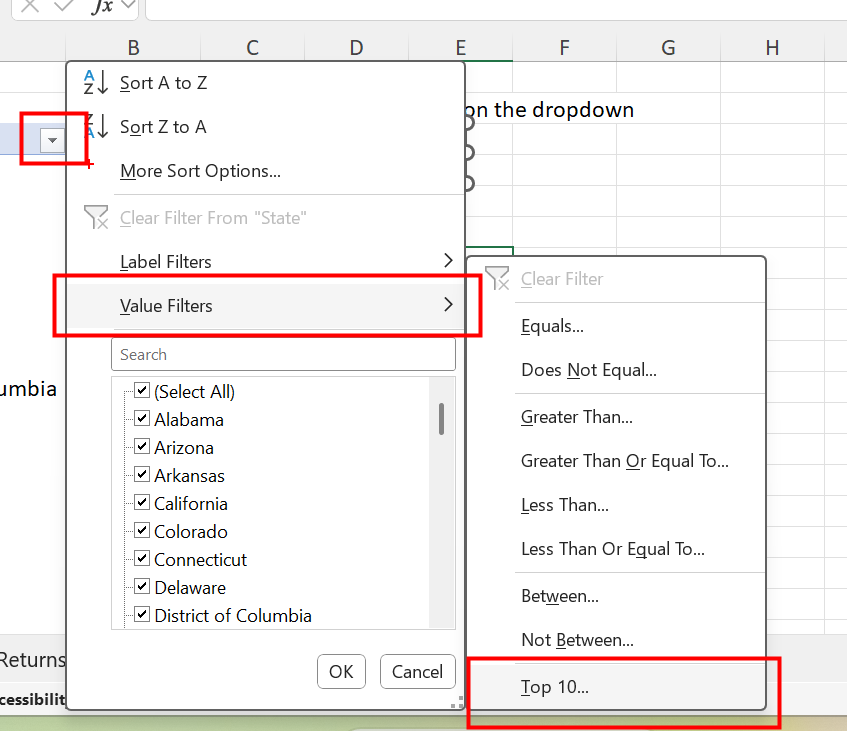 fx
B C D E F G H
on the dropdown
Sort A to Z
Sort Z to A
More Sort Options...
Clear Filter From "State"
Label Filters
Value Filters
Search
(Select All)
Alabama
Arizona
Arkansas
California
Colorado
Connecticut
Delaware
District of Columbia
OK Cancel
Clear Filter
Equals...
Does Not Equal...
Greater Than...
Greater Than Or Equal To...
Less Than...
Less Than Or Equal To...
Between...
Not Between...
Top 10...
umbia
Returns
cessibilit